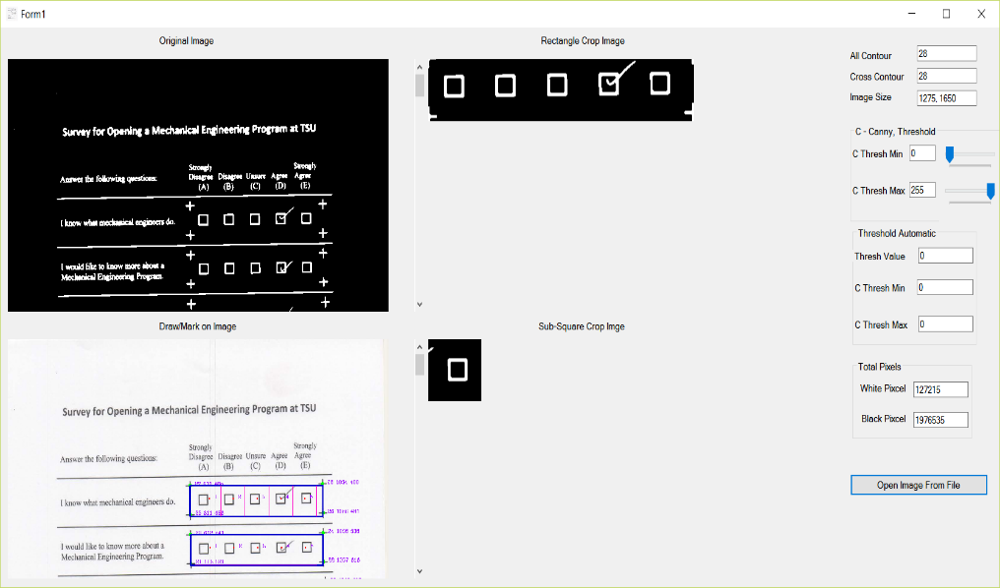 Form1
Original Image
Survey for Opening a Mechanical Engineering Program at TSU
Strongly Strongly
Disagree Disagree Unsure Agree Agree
Answer the following questions:
(A) (B) (C) (D) (E)
I know what mechanical engineers do.
I would like to know more about a
Mechanical Engineering Program.
Rectangle Crop Image
Draw/Mark on Image
Survey for Opening a Mechanical Engineering Program at TSU
Strongly Strongly
Disagree Disagree Unsure Agree Agree
Answer the following questions:
(A) (B) (C) (D) (E)
I know what mechanical engineers do.
I would like to know more about a
Mechanical Engineering Program.
Sub-Square Crop Imge
All Contour 28
Cross Contour 28
Image Size 1275, 1650
C - Canny, Threshold
C Thresh Min 0
C Thresh Max 255
Threshold Automatic
Thresh Value 0
C Thresh Min 0
C Thresh Max 0
Total Pixels
White Pixcel 127215
Black Pixcel 1976535
Open Image From File